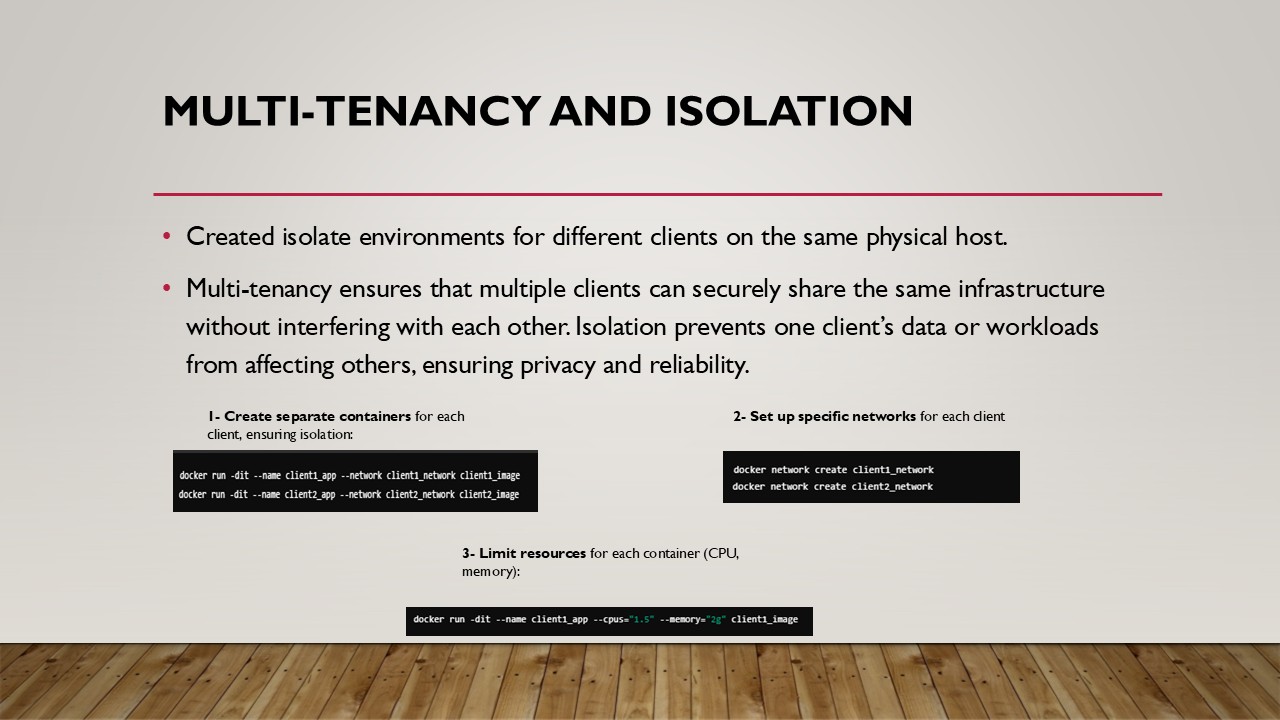 MULTI-TENANCY AND ISOLATION
• Created isolate environments for different clients on the same physical host.
• Multi-tenancy ensures that multiple clients can securely share the same infrastructure
without interfering with each other. Isolation prevents one client’s data or workloads
from affecting others, ensuring privacy and reliability.
1- Create separate containers for each
client, ensuring isolation:
docker run -dit --name client1_app --network client1_network client1_image
docker run -dit --name client2_app --network client2_network client2_image
2- Set up specific networks for each client
docker network create client1_network
docker network create client2_network
3- Limit resources for each container (CPU,
memory):
docker run -dit --name client1_app --cpus="1.5" --memory="2g" client1_image